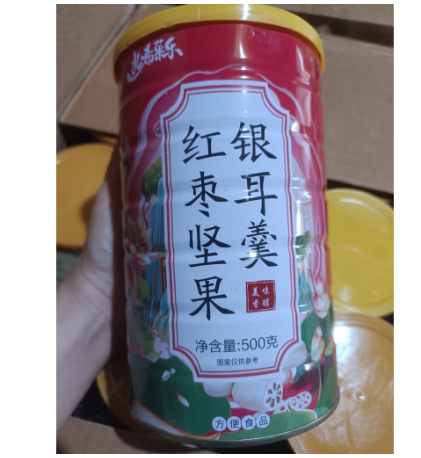 红枣坚果
银耳羹
美味
香醇
净含量:500克
图案仅供参考
方便食品